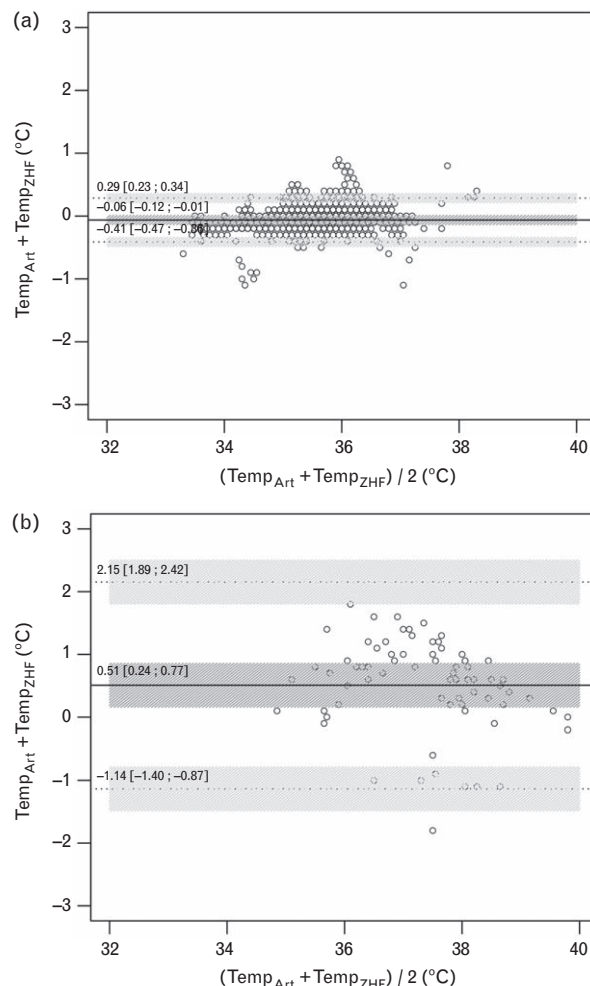 (a)
3
2
1
0
−1
−2
−3
Temp_Art + Temp_ZHF (°C)
0.29 [0.23 ; 0.34]
−0.06 [−0.12 ; −0.01]
−0.41 [−0.47 ; −0.36]
32 34 36 38 40
(Temp_Art + Temp_ZHF) / 2 (°C)
(b)
3
2
1
0
−1
−2
−3
Temp_Art + Temp_ZHF (°C)
2.15 [1.89 ; 2.42]
0.51 [0.24 ; 0.77]
−1.14 [−1.40 ; −0.87]
32 34 36 38 40
(Temp_Art + Temp_ZHF) / 2 (°C)